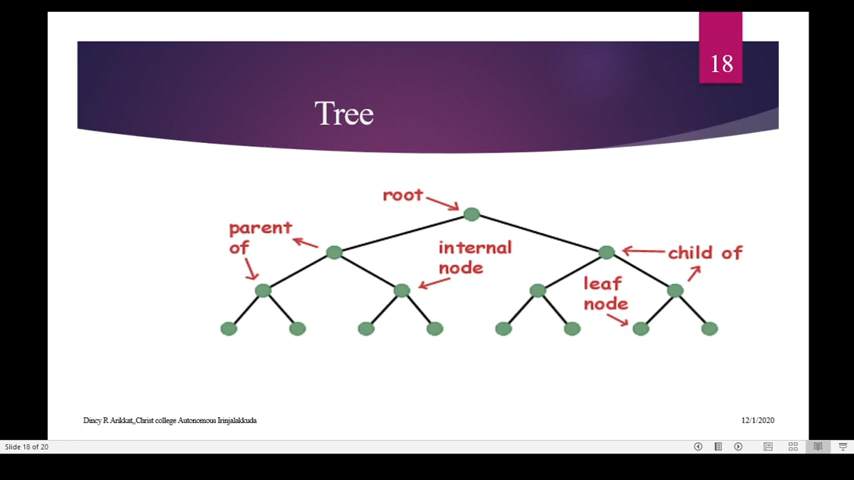 18
Tree
root
parent
of
internal
node
child of
leaf
node
Dincy R Arikkat,,Christ college Autonomous Irinjalakkuda
12/1/2020
Slide 18 of 20